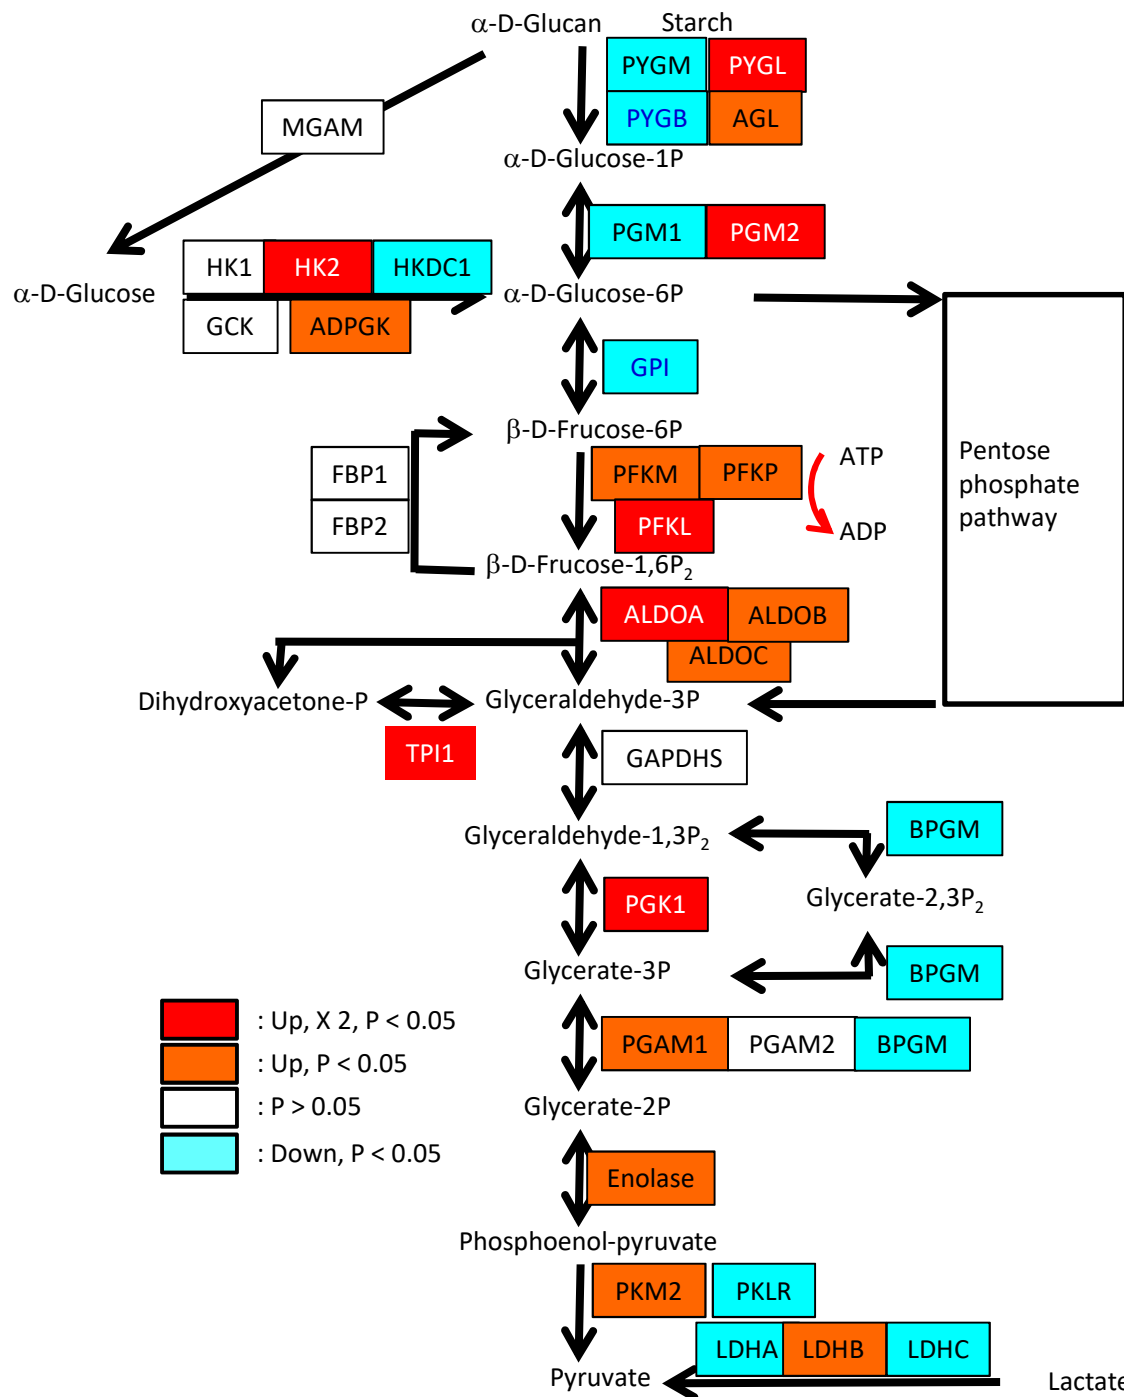 α-D-Glucan Starch
PYGM PYGL
MGAM PYGB AGL
α-D-Glucose-1P
PGM1 PGM2
HK1 HK2 HKDC1
α-D-Glucose α-D-Glucose-6P
GCK ADPGK
GPI
β-D-Frucose-6P
FBP1 PFKM PFKP ATP
Pentose
phosphate
pathway
FBP2 PFKL ADP
β-D-Frucose-1,6P₂
ALDOA ALDOB
ALDOC
Dihydroxyacetone-P Glyceraldehyde-3P
TPI1 GAPDHS
Glyceraldehyde-1,3P₂ BPGM
PGK1 Glycerate-2,3P₂
Glycerate-3P BPGM
: Up, X 2, P < 0.05
PGAM1 PGAM2 BPGM
: Up, P < 0.05
: P > 0.05
Glycerate-2P
: Down, P < 0.05
Enolase
Phosphoenol-pyruvate
PKM2 PKLR
LDHA LDHB LDHC
Pyruvate Lactate